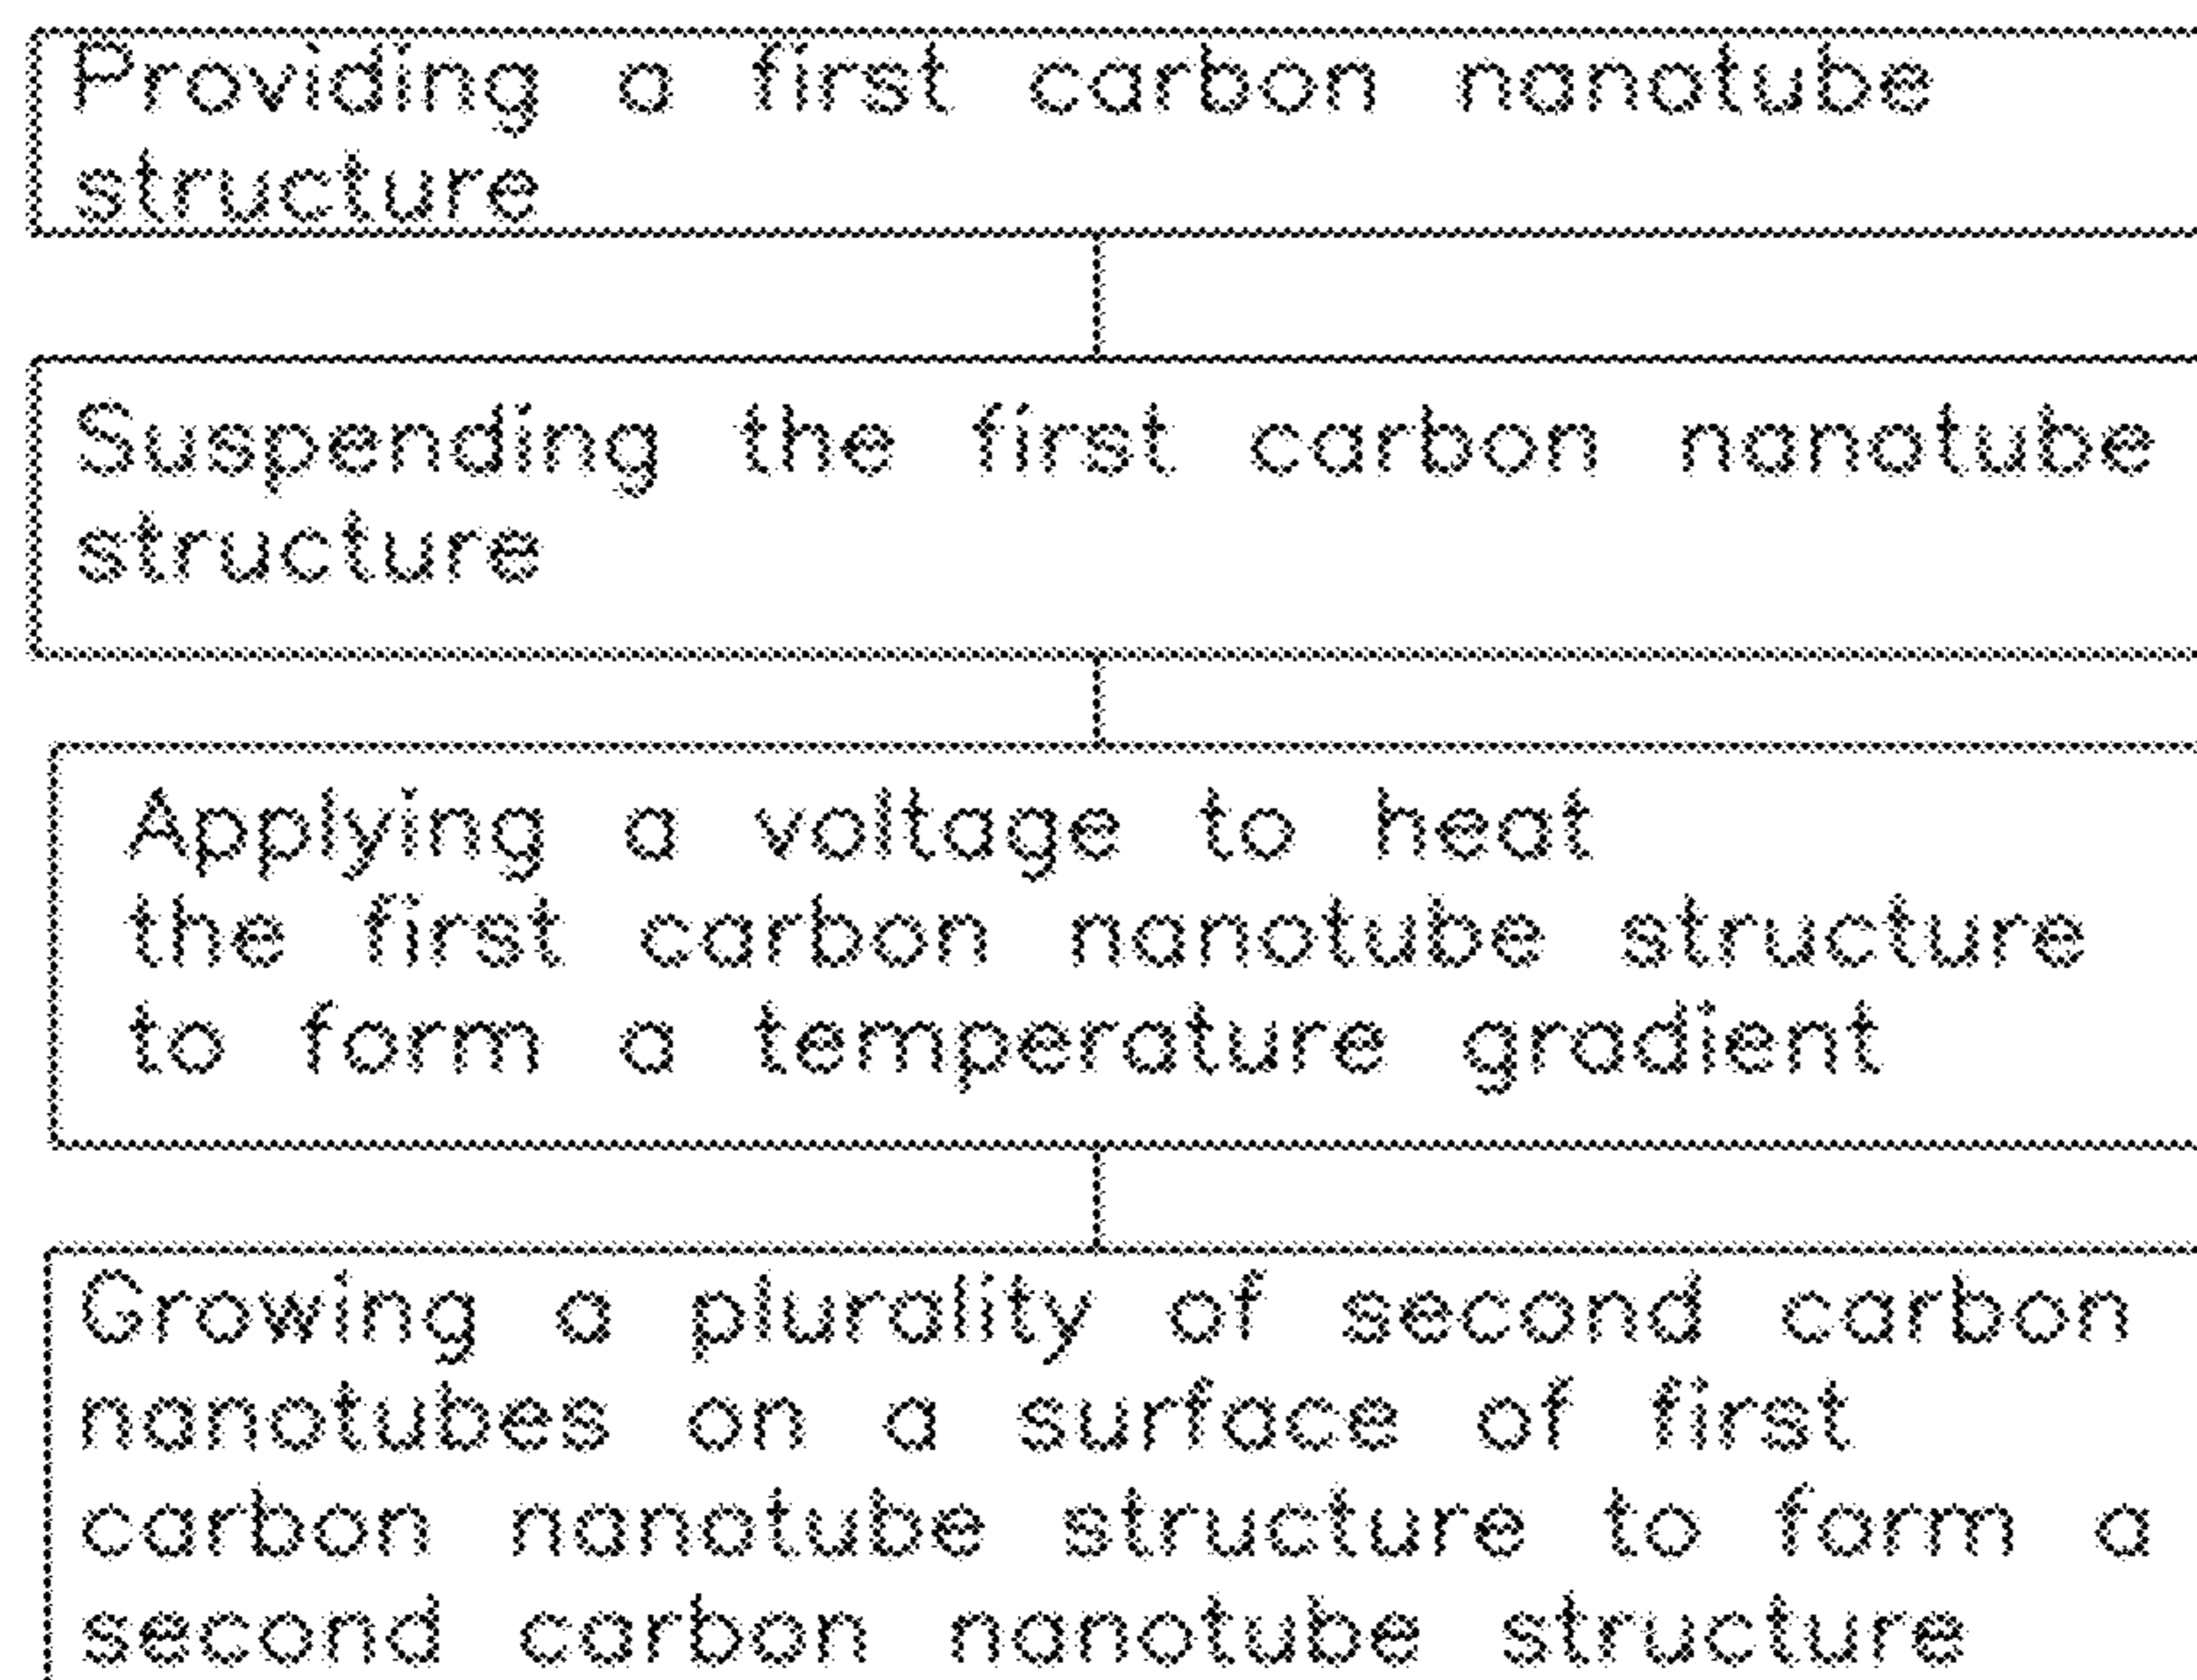 Providing a first carbon nanotube
structure
Suspending the first carbon nanotube
structure
Applying a voltage to heat
the first carbon nanotube structure
to form a temperature gradient
Growing a plurality of second carbon
nanotubes on a surface of first
carbon nanotube structure to form a
second carbon nanotube structure